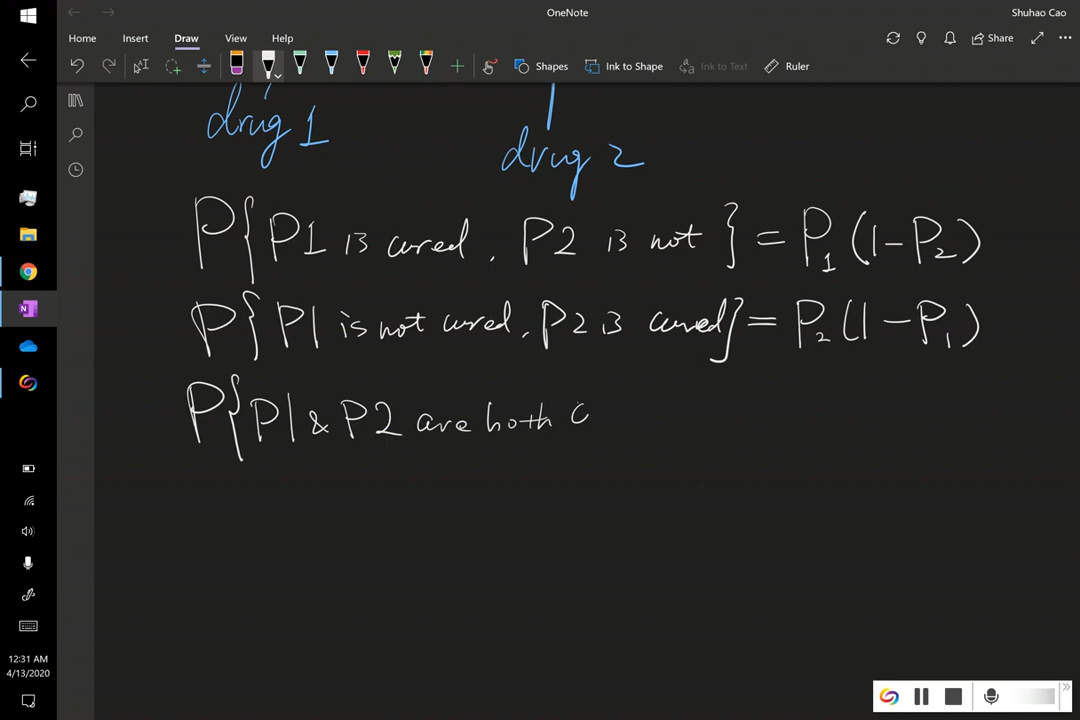 OneNote
Shuhao Cao
Home Insert Draw View Help
Share
Shapes Ink to Shape Ink to Text Ruler
drug 1
drug 2
P{P1 is cured, P2 is not} = P₁(1-P₂)
P{P1 is not cured, P2 is cured} = P₂(1-P₁)
P{P1 & P2 are both c
12:31 AM
4/13/2020